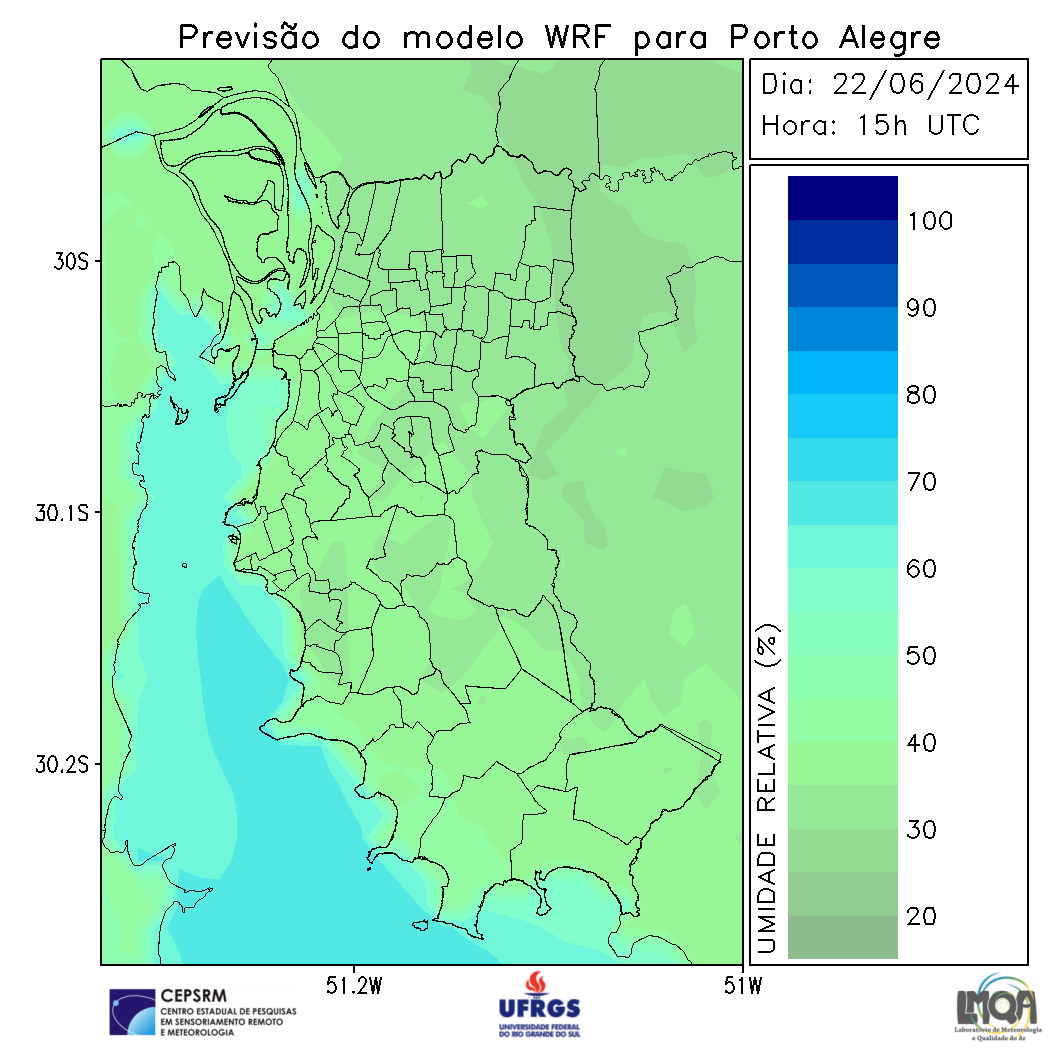 Previsão do modelo WRF para Porto Alegre
Dia: 22/06/2024
Hora: 15h UTC
30S
30.1S
30.2S
51.2W
51W
UMIDADE RELATIVA (%)
100
90
80
70
60
50
40
30
20
CEPSRM
CENTRO ESTADUAL DE PESQUISAS
EM SENSORIAMENTO REMOTO
E METEOROLOGIA
UFRGS
UNIVERSIDADE FEDERAL
DO RIO GRANDE DO SUL
LMQA
Laboratório de Meteorologia
e Qualidade do Ar